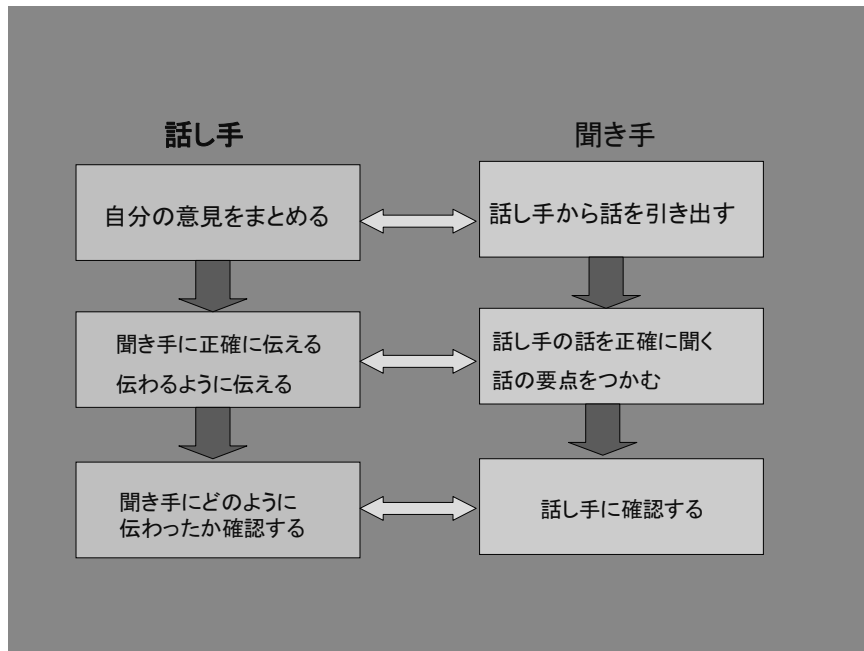 話し手
聞き手
自分の意見をまとめる
話し手から話を引き出す
聞き手に正確に伝える
伝わるように伝える
話し手の話を正確に聞く
話の要点をつかむ
聞き手にどのように
伝わったか確認する
話し手に確認する